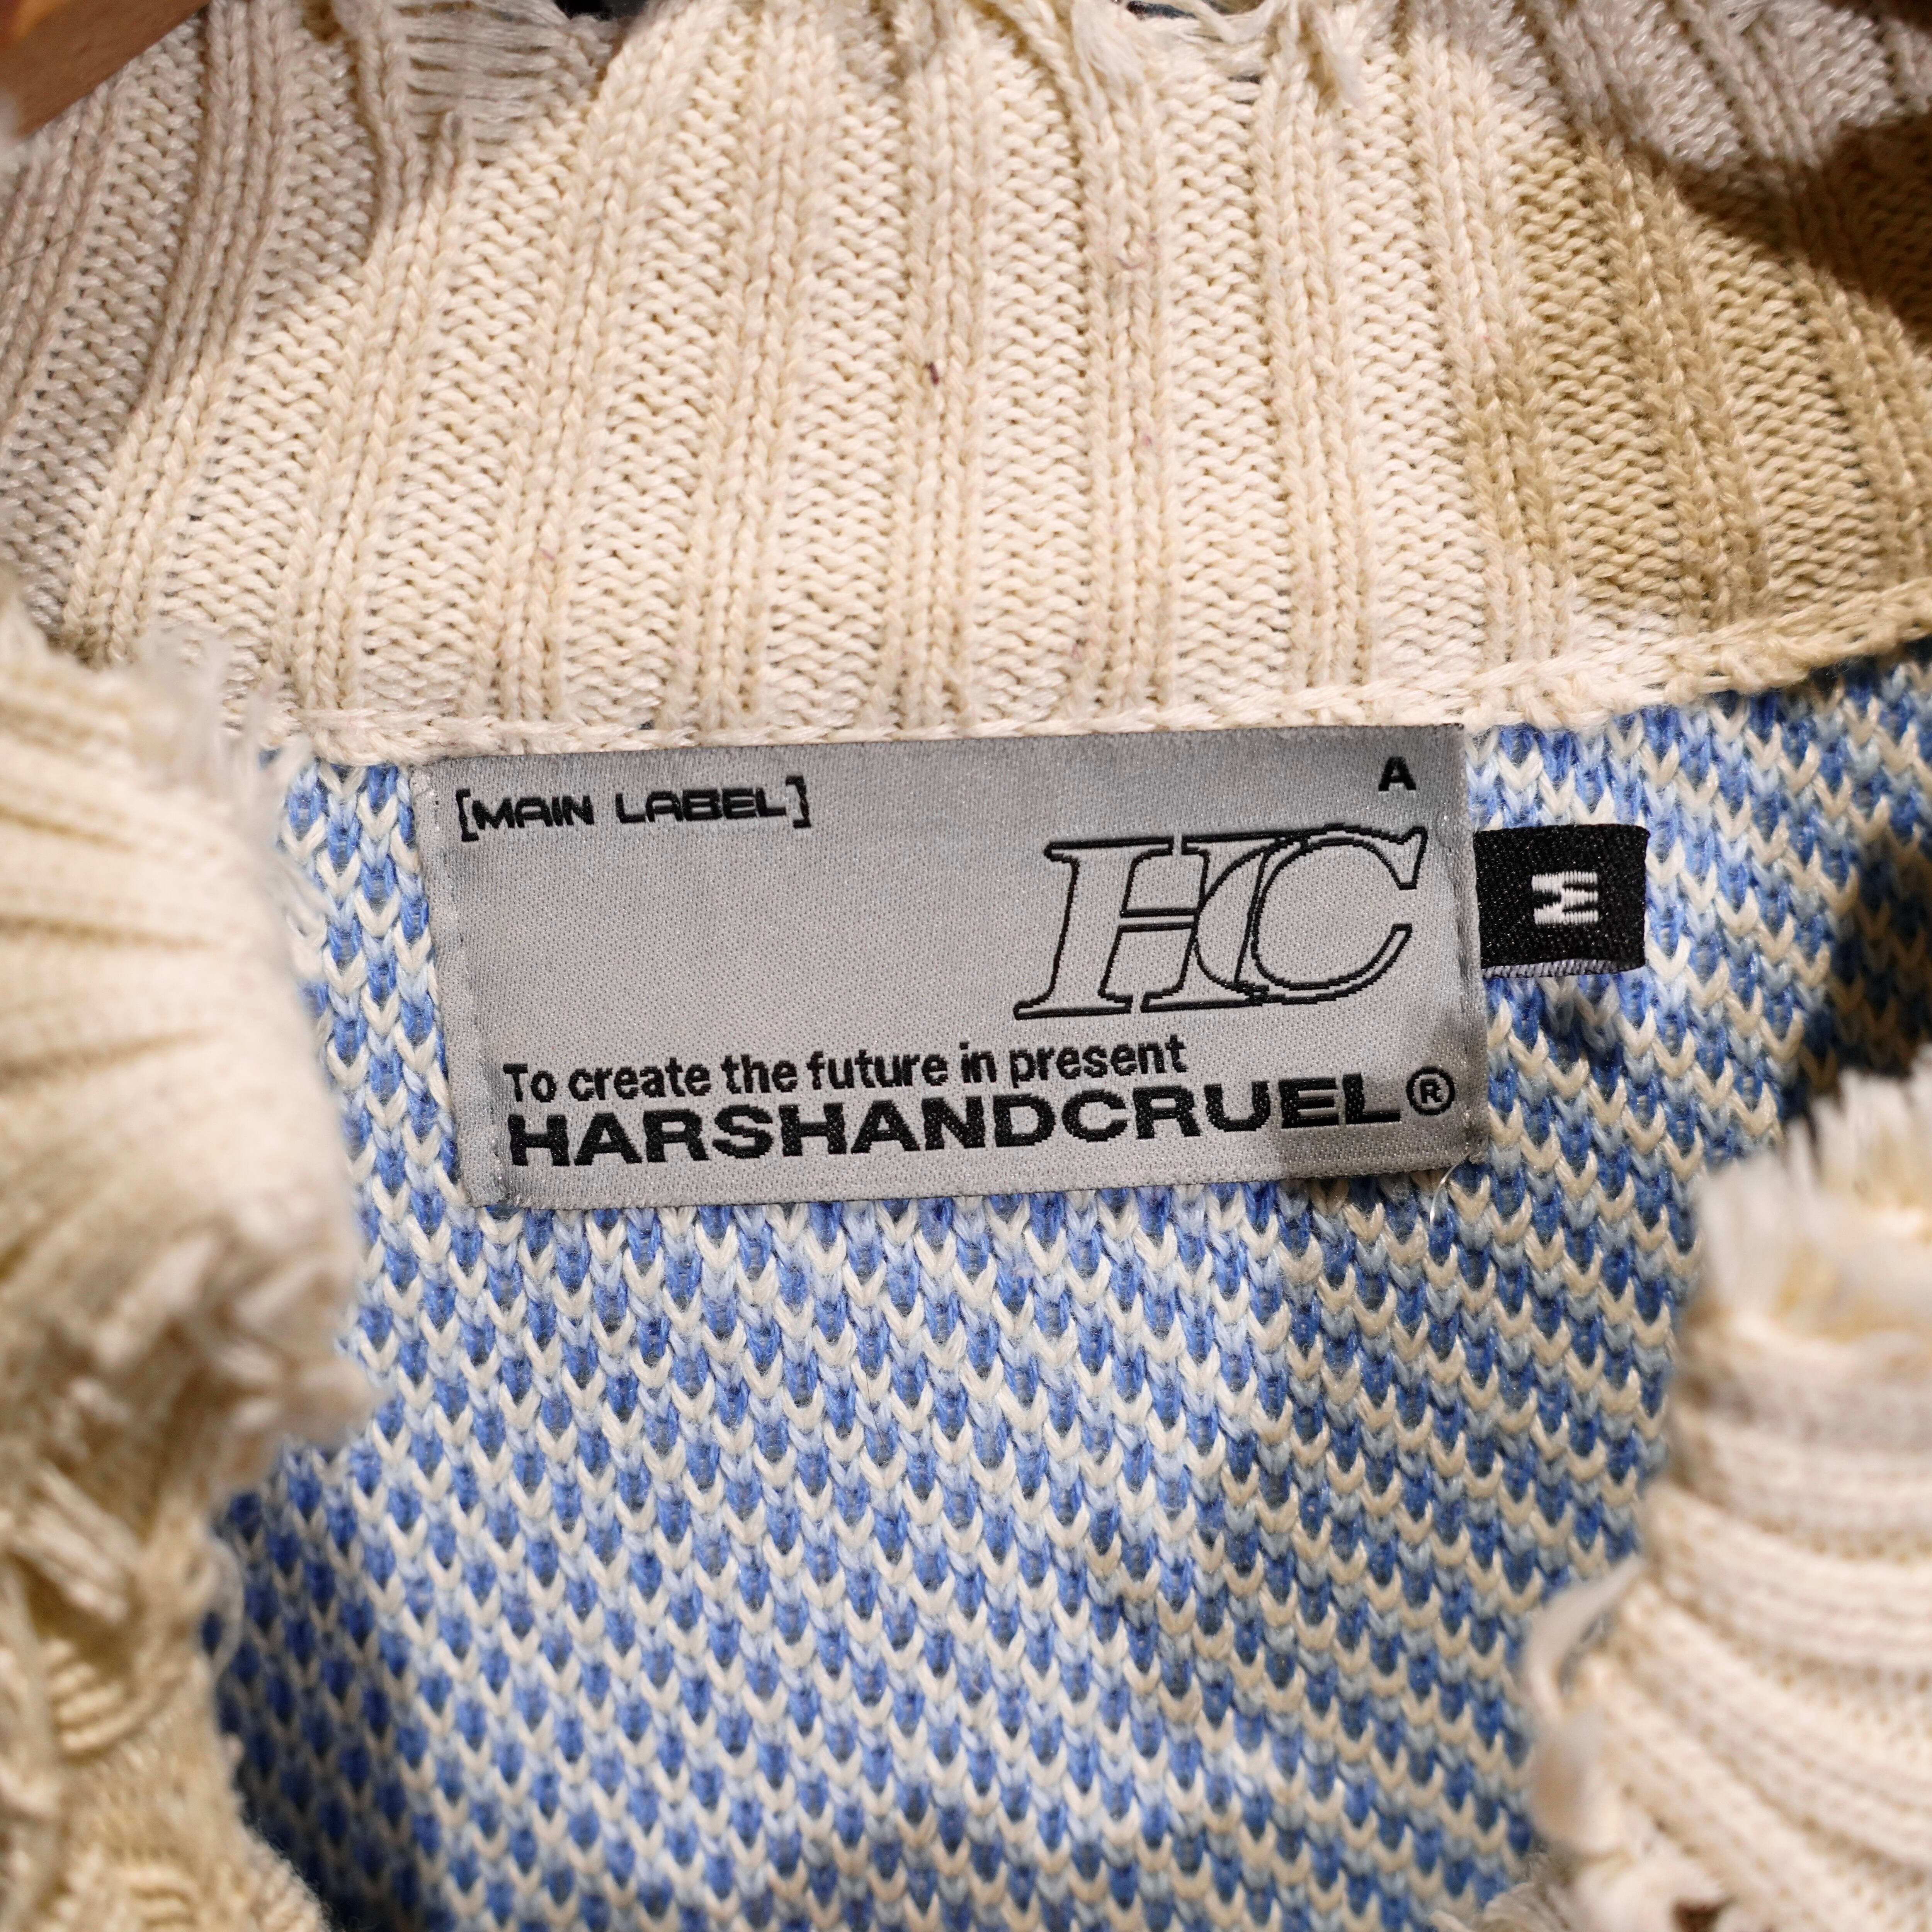 [MAIN LABEL]
A
HC
M
To create the future in present
HARSHANDCRUEL®